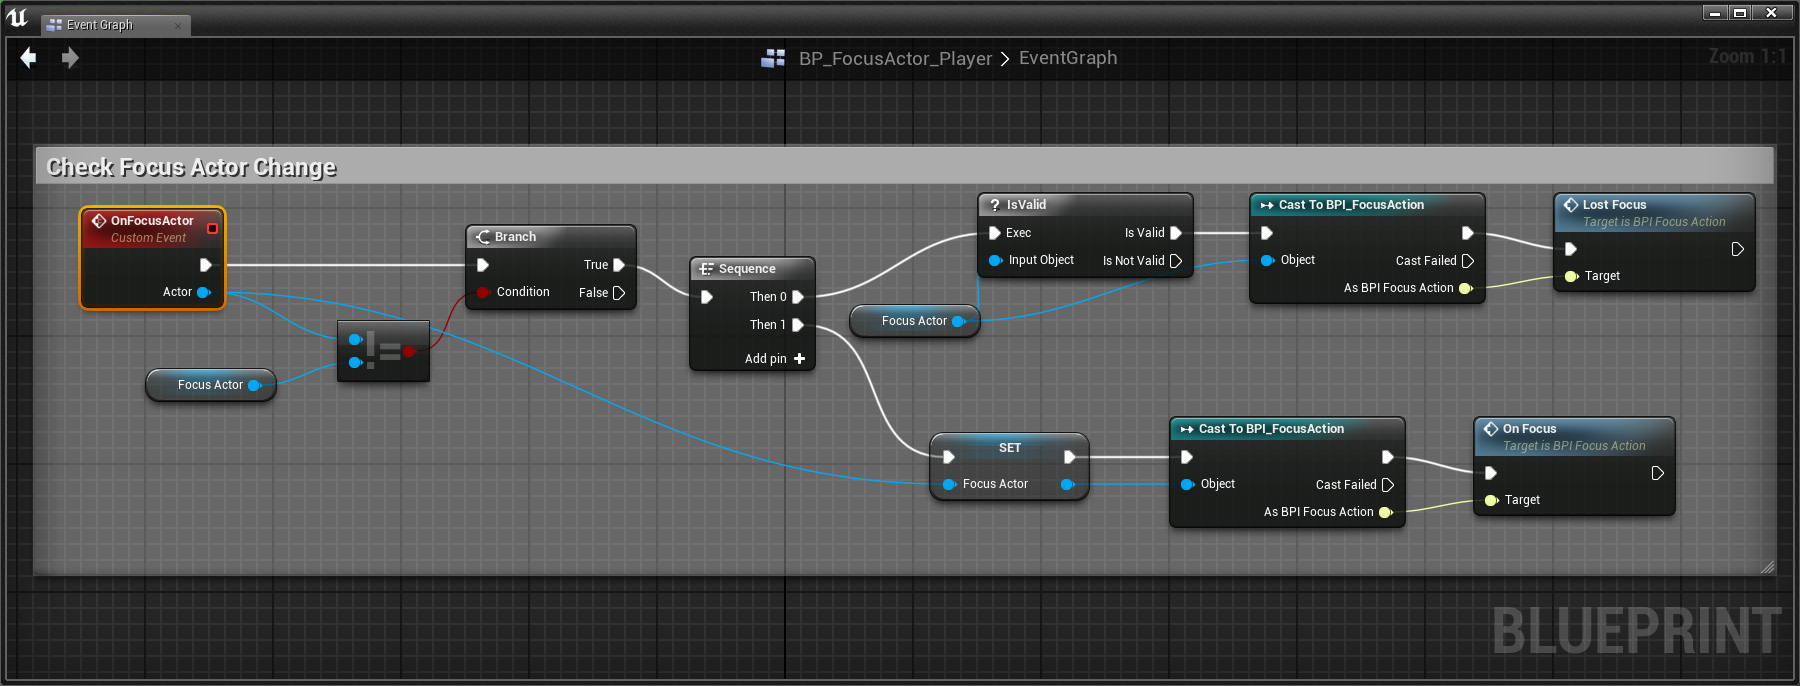 Event Graph
BP_FocusActor_Player > EventGraph
Zoom 1:1
Check Focus Actor Change
OnFocusActor
Custom Event
Actor
Focus Actor
!=
Branch
True
Condition
False
Sequence
Then 0
Then 1
Add pin +
? IsValid
Exec
Is Valid
Input Object
Is Not Valid
Focus Actor
Cast To BPI_FocusAction
Object
Cast Failed
As BPI Focus Action
Lost Focus
Target is BPI Focus Action
Target
SET
Focus Actor
Cast To BPI_FocusAction
Object
Cast Failed
As BPI Focus Action
On Focus
Target is BPI Focus Action
Target
BLUEPRINT